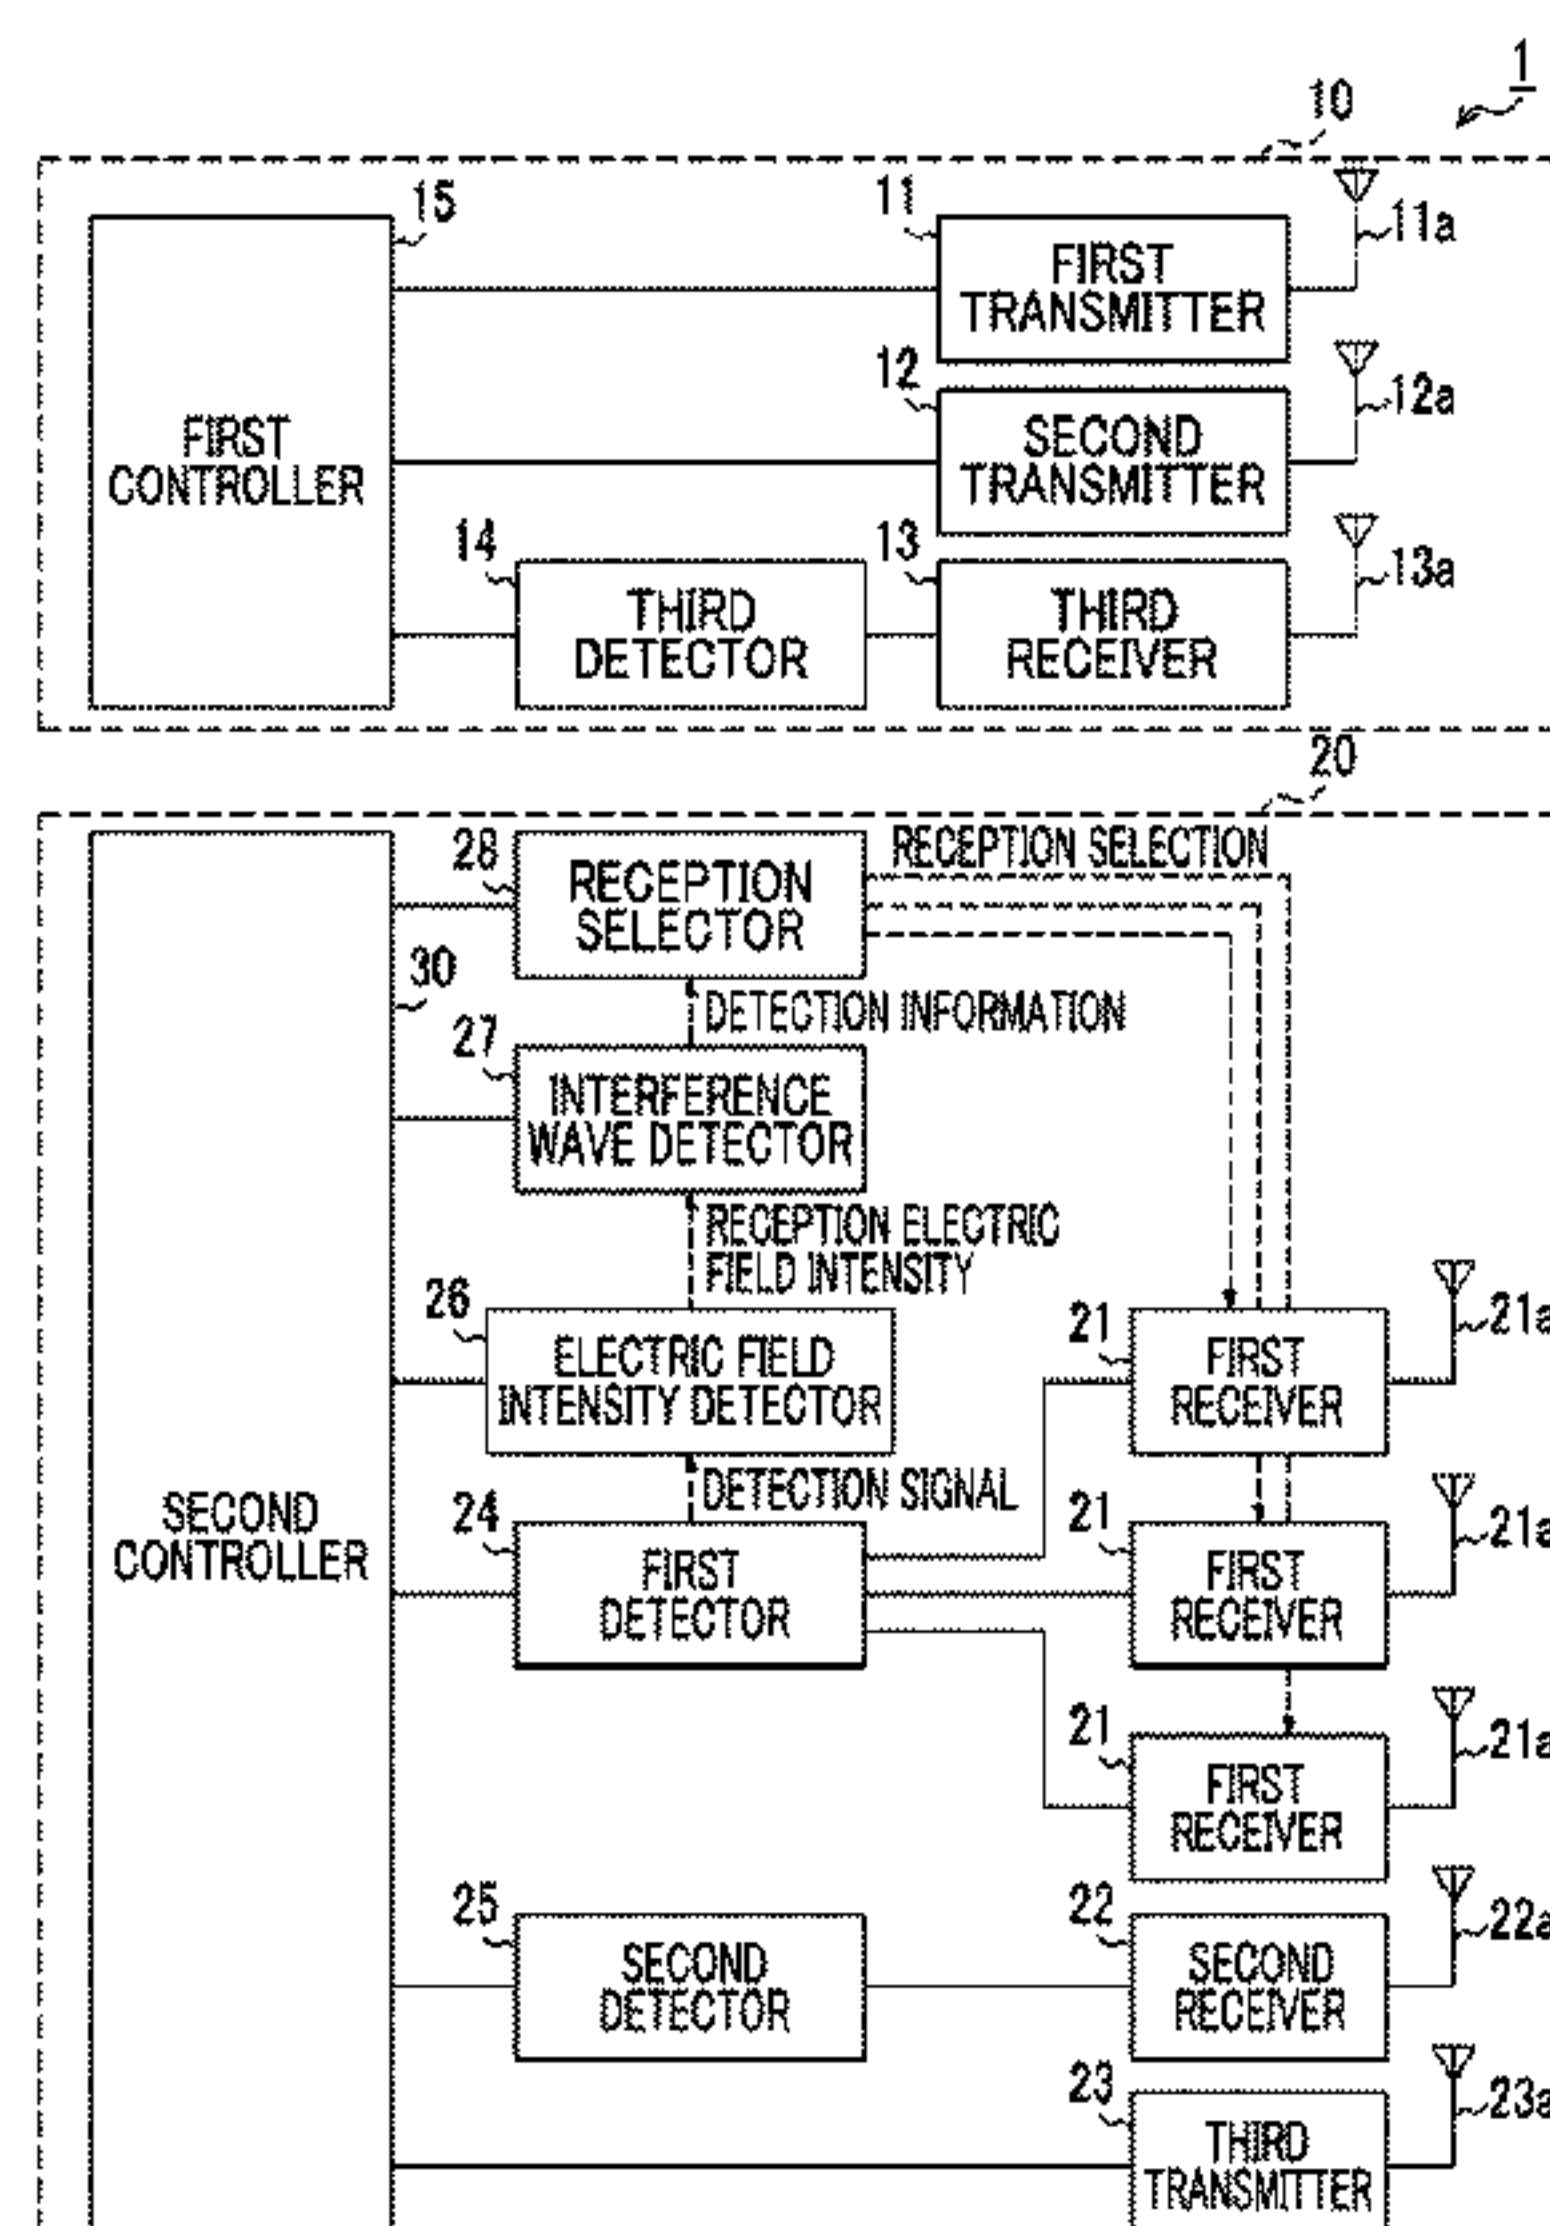 1
10
15
11
11a
FIRST
TRANSMITTER
12
12a
FIRST
CONTROLLER
SECOND
TRANSMITTER
14
13
13a
THIRD
DETECTOR
THIRD
RECEIVER
20
28
RECEPTION
SELECTOR
RECEPTION SELECTION
30
DETECTION INFORMATION
27
INTERFERENCE
WAVE DETECTOR
RECEPTION ELECTRIC
FIELD INTENSITY
26
ELECTRIC FIELD
INTENSITY DETECTOR
21
FIRST
RECEIVER
21a
DETECTION SIGNAL
SECOND
CONTROLLER
24
FIRST
DETECTOR
21
FIRST
RECEIVER
21a
21
FIRST
RECEIVER
21a
25
SECOND
DETECTOR
22
SECOND
RECEIVER
22a
23
THIRD
TRANSMITTER
23a